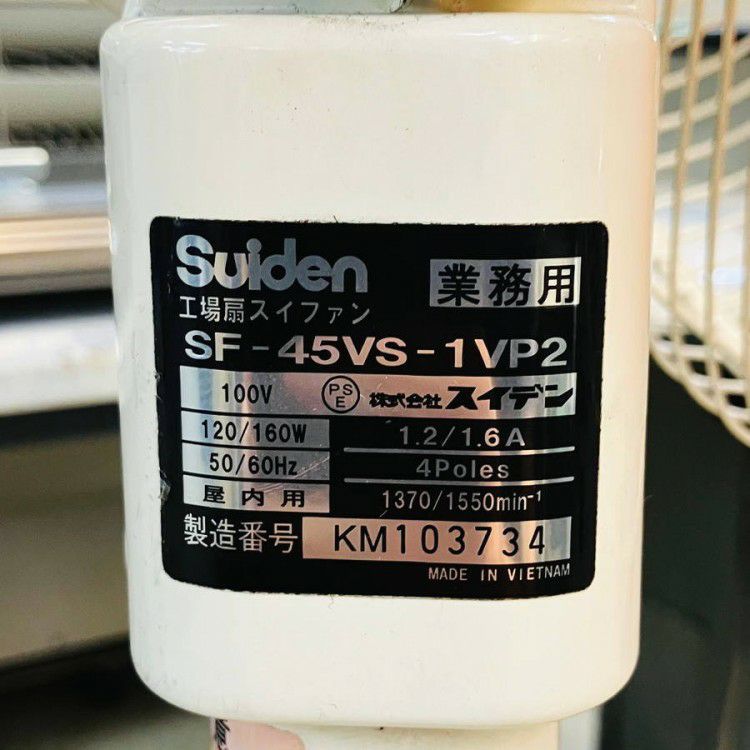 Suiden
業務用
工場扇スイファン
SF-45VS-1VP2
100V PSE 株式会社スイデン
120/160W 1.2/1.6A
50/60Hz 4Poles
屋内用 1370/1550min⁻¹
製造番号 KM103734
MADE IN VIETNAM